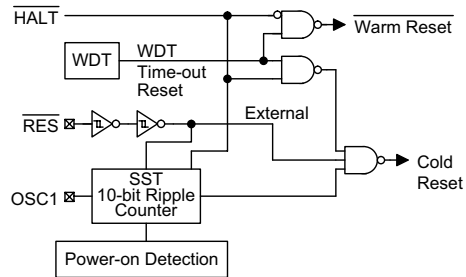 HALT
Warm Reset
WDT
WDT
Time-out
Reset
RES
External
Cold
Reset
OSC1
SST
10-bit Ripple
Counter
Power-on Detection